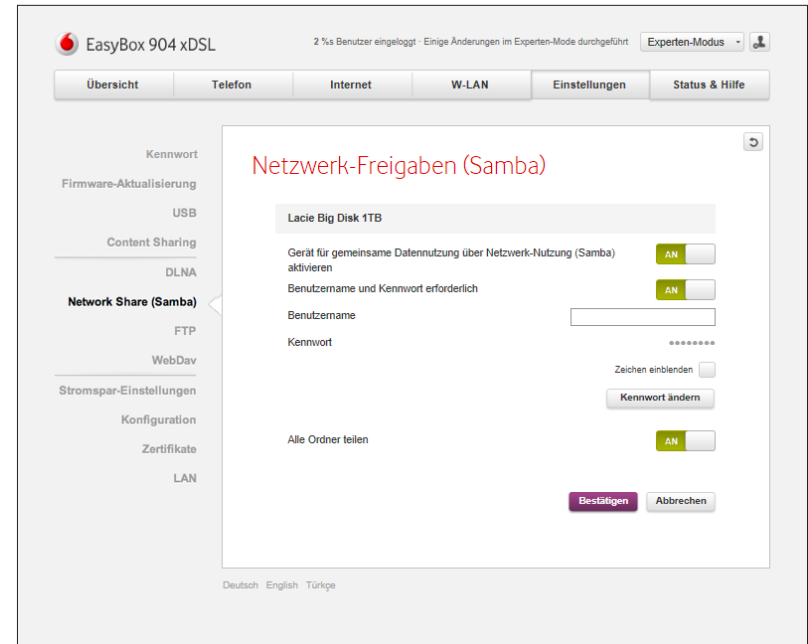 EasyBox 904 xDSL
2 %s Benutzer eingeloggt · Einige Änderungen im Experten-Mode durchgeführt
Experten-Modus
Übersicht
Telefon
Internet
W-LAN
Einstellungen
Status & Hilfe
Kennwort
Firmware-Aktualisierung
USB
Content Sharing
DLNA
Network Share (Samba)
FTP
WebDav
Stromspar-Einstellungen
Konfiguration
Zertifikate
LAN
Netzwerk-Freigaben (Samba)
Lacie Big Disk 1TB
Gerät für gemeinsame Datennutzung über Netzwerk-Nutzung (Samba)
aktivieren
AN
Benutzername und Kennwort erforderlich
AN
Benutzername
Kennwort
Zeichen einblenden
Kennwort ändern
Alle Ordner teilen
AN
Bestätigen
Abbrechen
Deutsch English Türkçe